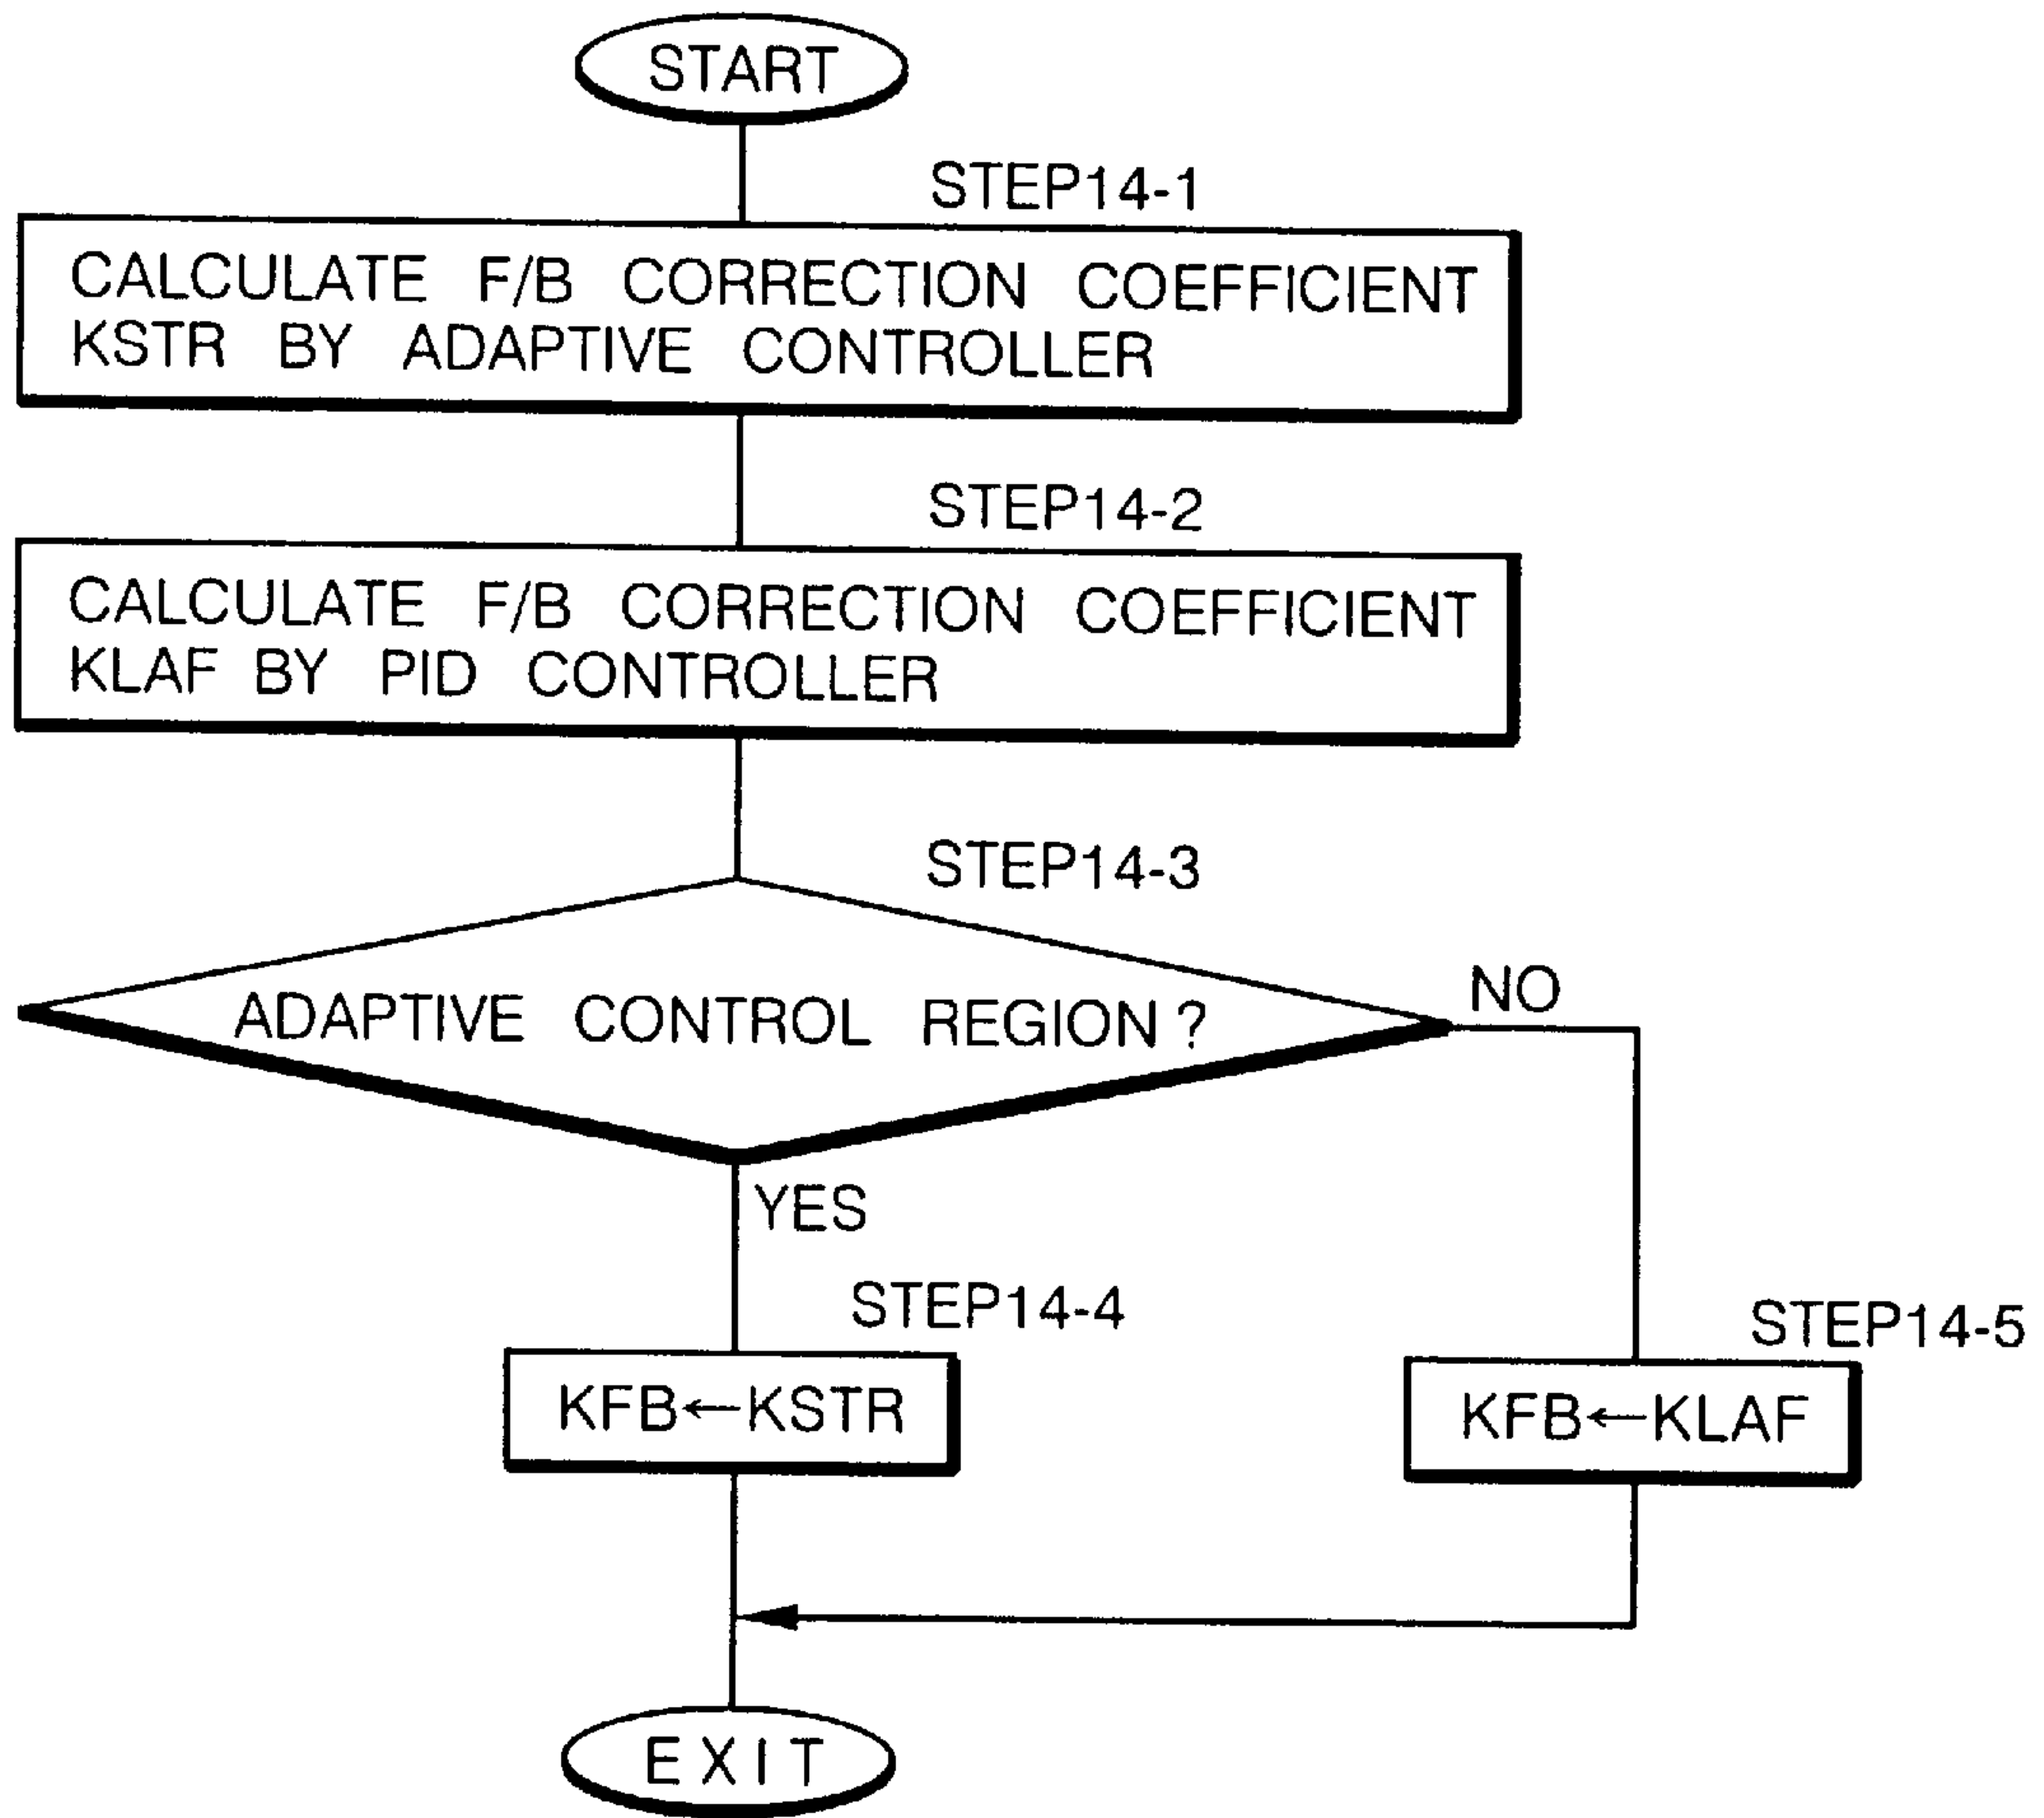 START
STEP14-1
CALCULATE F/B CORRECTION COEFFICIENT
KSTR BY ADAPTIVE CONTROLLER
STEP14-2
CALCULATE F/B CORRECTION COEFFICIENT
KLAF BY PID CONTROLLER
STEP14-3
ADAPTIVE CONTROL REGION?
NO
YES
STEP14-4
KFB←KSTR
STEP14-5
KFB←KLAF
EXIT